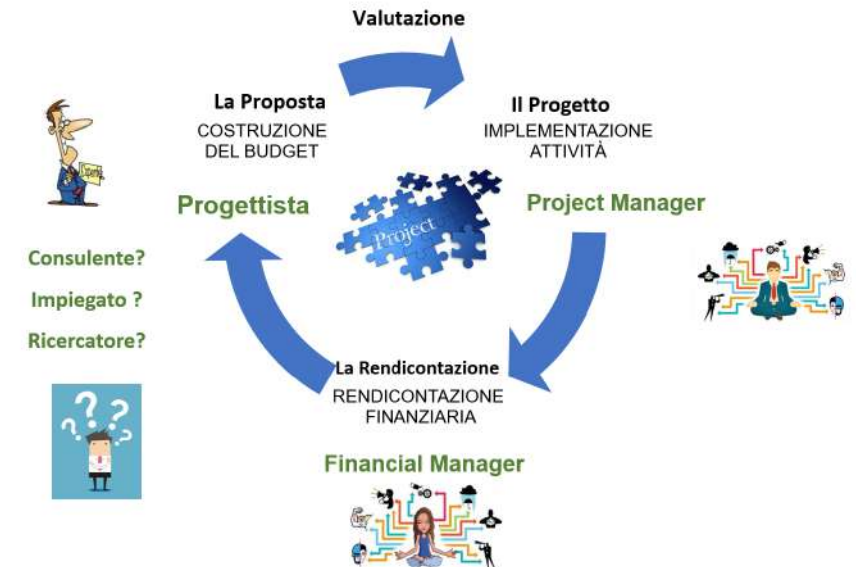 Valutazione
La Proposta
COSTRUZIONE
DEL BUDGET
Progettista
Il Progetto
IMPLEMENTAZIONE
ATTIVITÀ
Project Manager
Project
Consulente?
Impiegato ?
Ricercatore?
La Rendicontazione
RENDICONTAZIONE
FINANZIARIA
Financial Manager